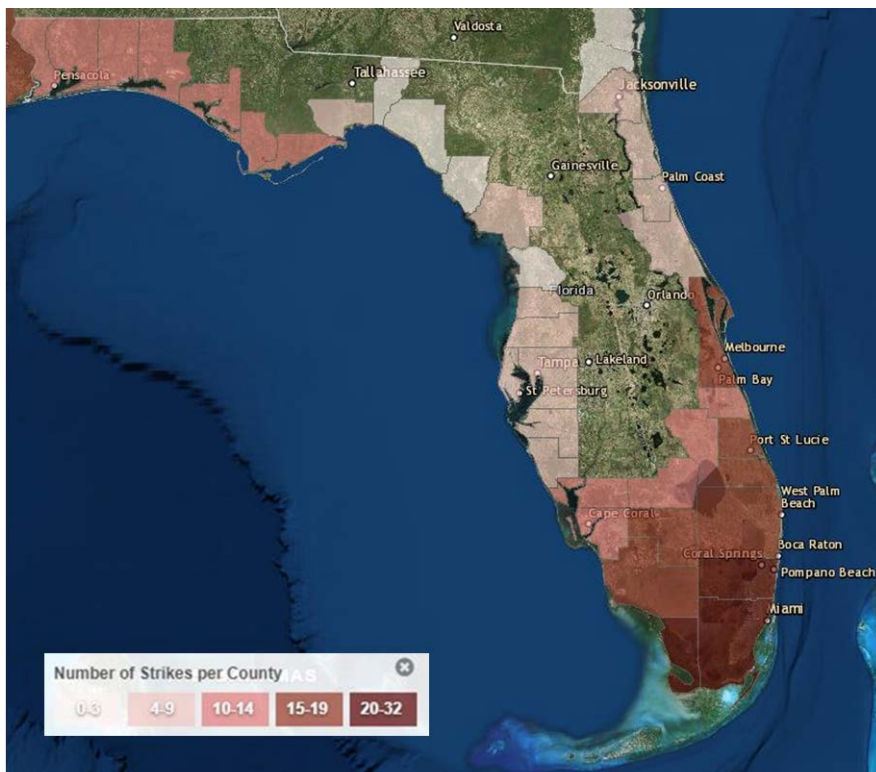 Valdosta
Pensacola
Tallahassee
Jacksonville
Gainesville
Palm Coast
Florida
Orlando
Melbourne
Tampa
Lakeland
Palm Bay
St Petersburg
Port St Lucie
West Palm
Beach
Cape Coral
Boca Raton
Coral Springs
Pompano Beach
Miami
Number of Strikes per County
0-3
4-9
10-14
15-19
20-32